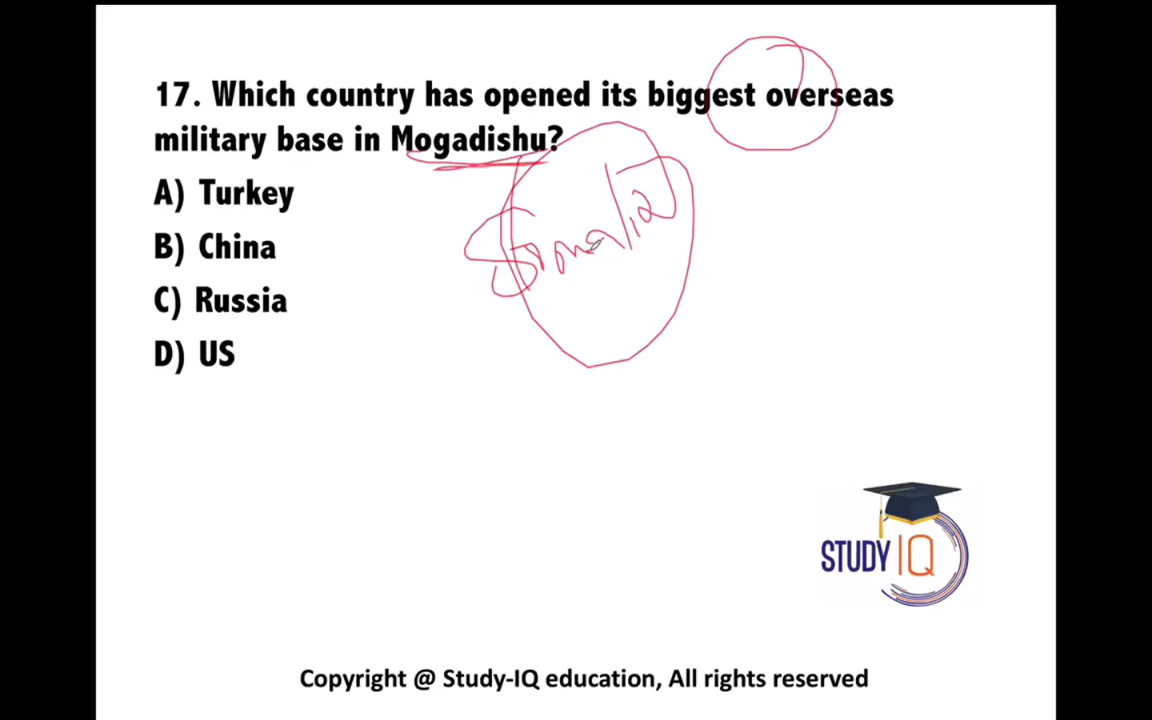 17. Which country has opened its biggest overseas
military base in Mogadishu?
Somalia
A) Turkey
B) China
C) Russia
D) US
STUDY IQ
Copyright @ Study-IQ education, All rights reserved